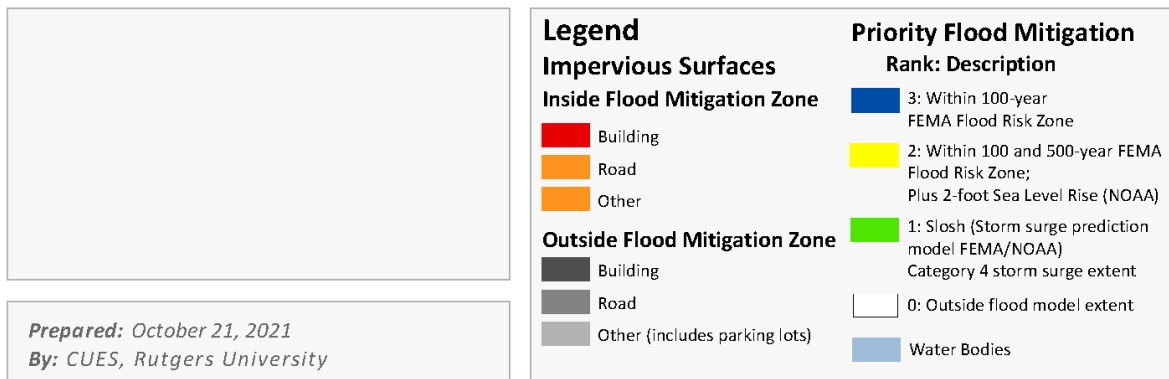 Legend
Impervious Surfaces
Inside Flood Mitigation Zone
Building
Road
Other
Outside Flood Mitigation Zone
Building
Road
Other (includes parking lots)
Priority Flood Mitigation
Rank: Description
3: Within 100-year
FEMA Flood Risk Zone
2: Within 100 and 500-year FEMA
Flood Risk Zone;
Plus 2-foot Sea Level Rise (NOAA)
1: Slosh (Storm surge prediction
model FEMA/NOAA)
Category 4 storm surge extent
0: Outside flood model extent
Water Bodies
Prepared: October 21, 2021
By: CUES, Rutgers University